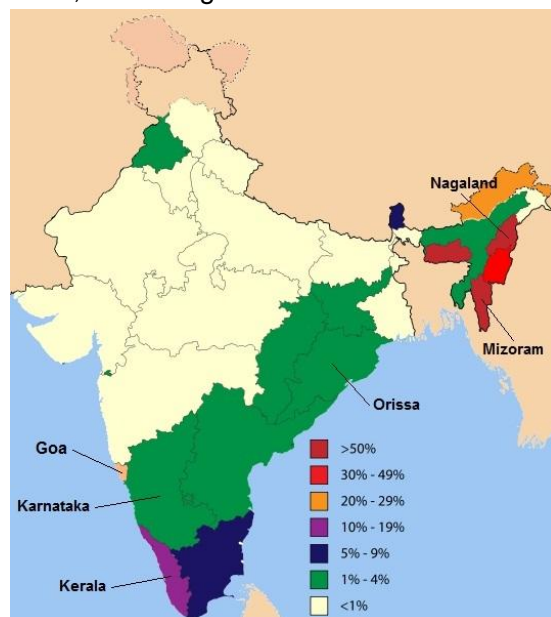 Nagaland
Mizoram
Orissa
Goa
Karnataka
Kerala
>50%
30% - 49%
20% - 29%
10% - 19%
5% - 9%
1% - 4%
<1%